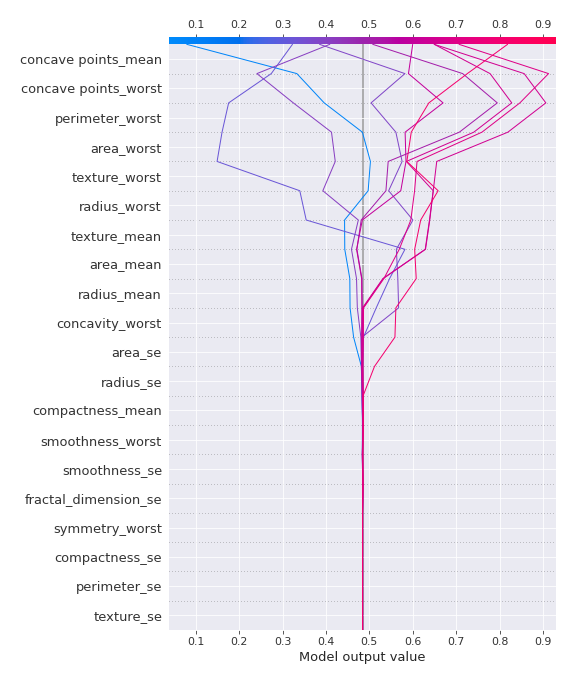 0.1 0.2 0.3 0.4 0.5 0.6 0.7 0.8 0.9
concave points_mean
concave points_worst
perimeter_worst
area_worst
texture_worst
radius_worst
texture_mean
area_mean
radius_mean
concavity_worst
area_se
radius_se
compactness_mean
smoothness_worst
smoothness_se
fractal_dimension_se
symmetry_worst
compactness_se
perimeter_se
texture_se
0.1 0.2 0.3 0.4 0.5 0.6 0.7 0.8 0.9
Model output value